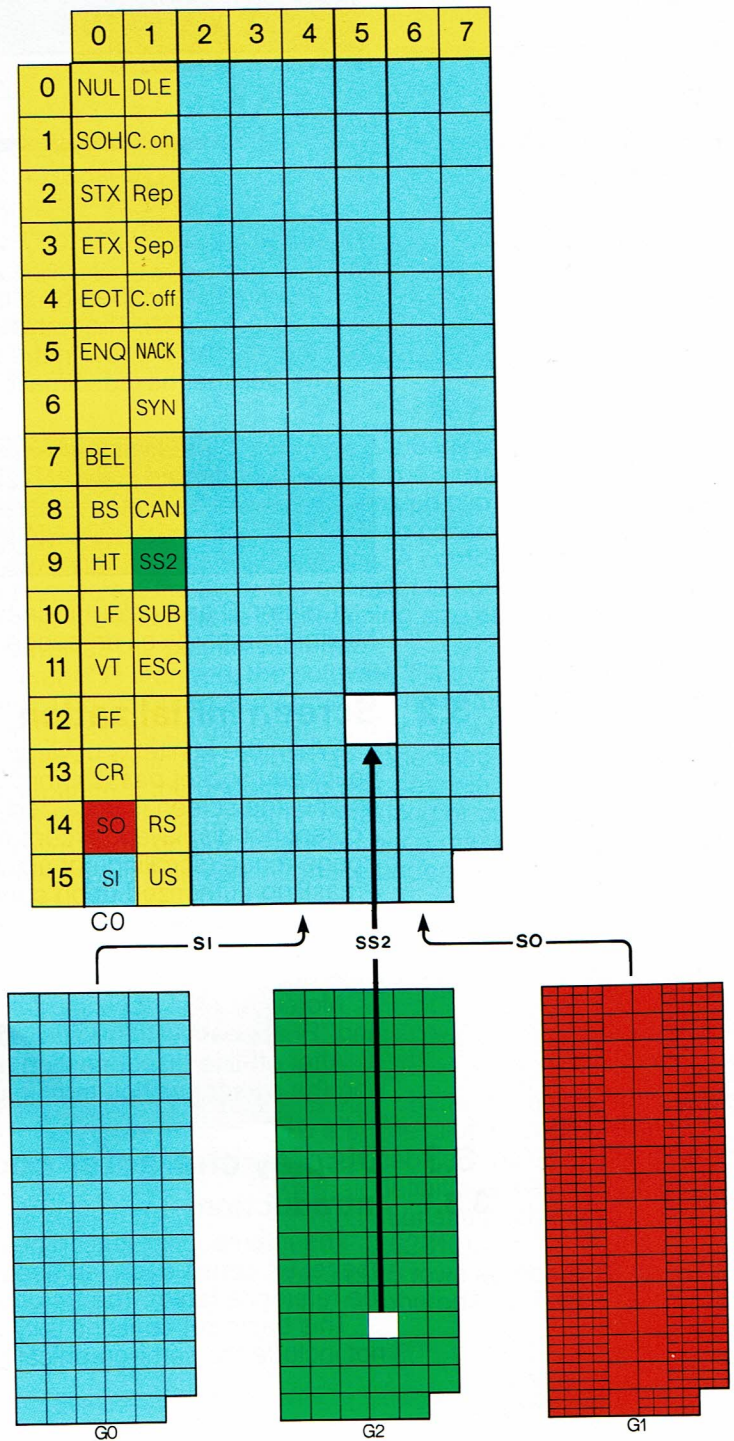 0 1 2 3 4 5 6 7
0 NUL DLE
1 SOH C.on
2 STX Rep
3 ETX Sep
4 EOT C.off
5 ENQ NACK
6 SYN
7 BEL
8 BS CAN
9 HT SS2
10 LF SUB
11 VT ESC
12 FF
13 CR
14 SO RS
15 SI US
C0
SI SS2 SO
G0 G2 G1